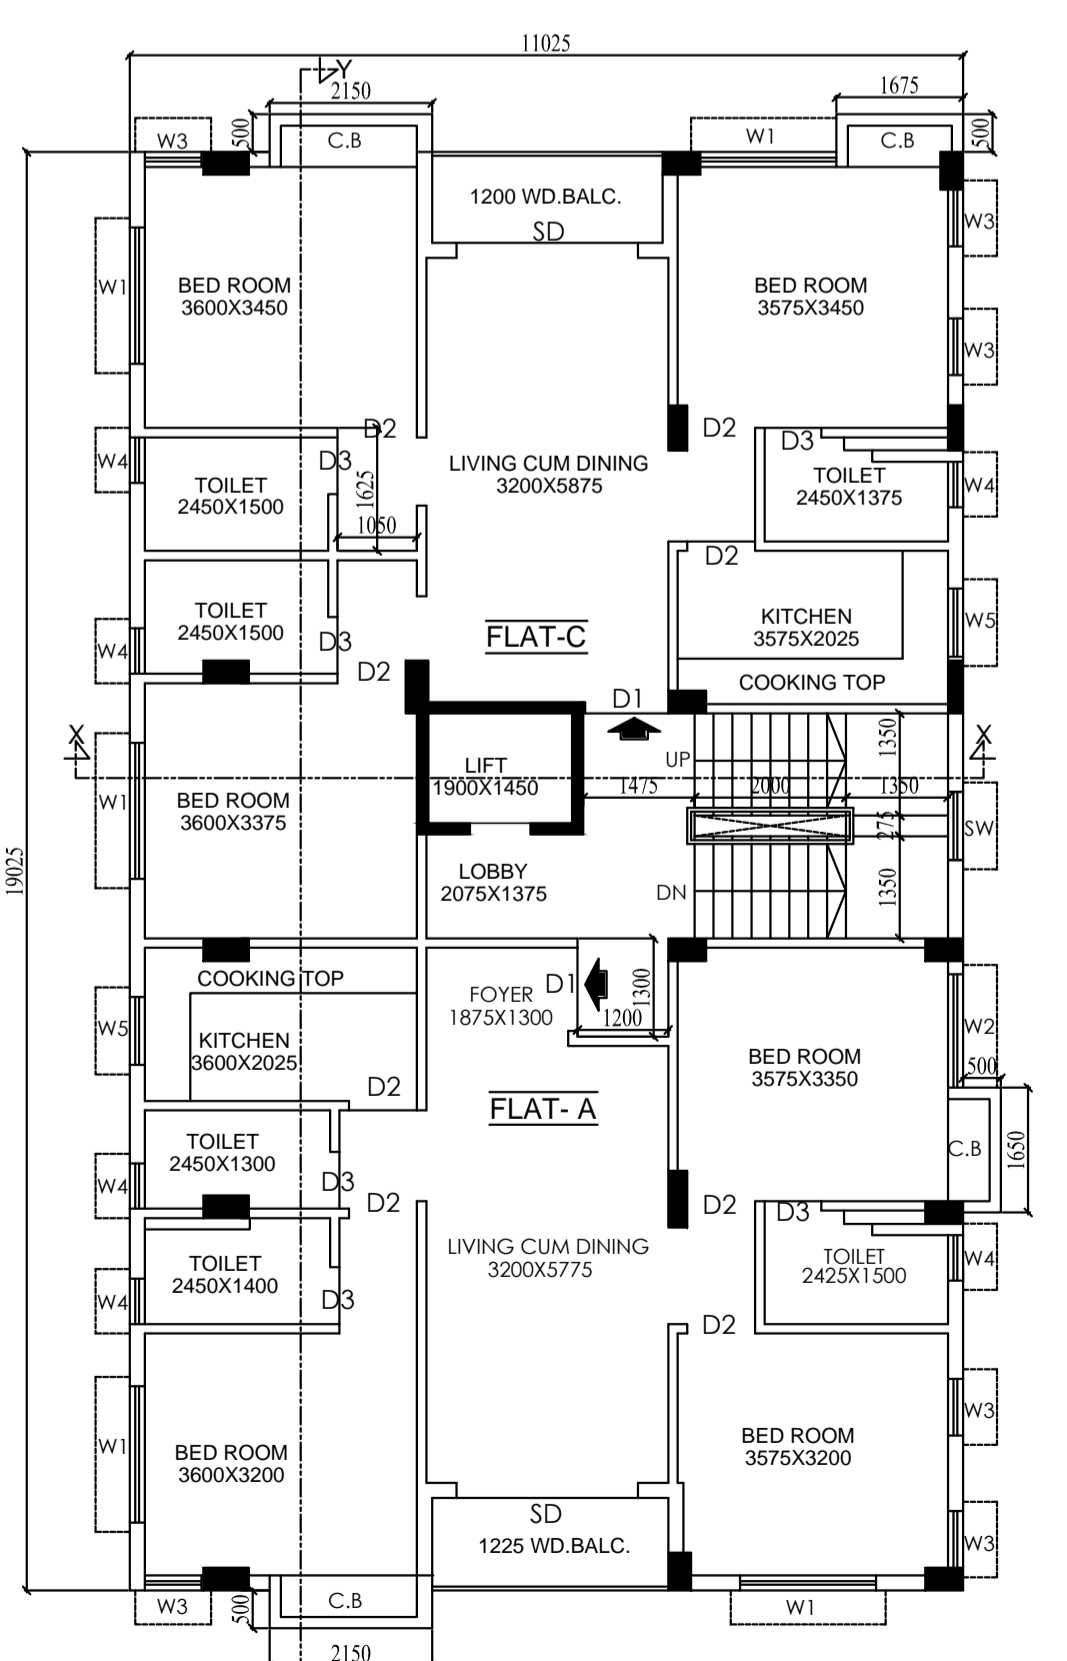 11025
Y
2150
1675
500
W3
C.B
W1
C.B
500
1200 WD.BALC.
SD
W3
W1
BED ROOM
3600X3450
BED ROOM
3575X3450
W3
D2
D2
D3
W4
D3
TOILET
2450X1500
1625
LIVING CUM DINING
3200X5875
TOILET
2450X1375
W4
1050
D2
TOILET
2450X1500
W4
D3
D2
FLAT-C
KITCHEN
3575X2025
W5
COOKING TOP
D1
X
X
1350
UP
LIFT
1900X1450
1475
2000
1350
W1
BED ROOM
3600X3375
275
SW
19025
LOBBY
2075X1375
DN
1350
COOKING TOP
FOYER
1875X1300
D1
1300
1200
W5
KITCHEN
3600X2025
W2
BED ROOM
3575X3350
500
D2
FLAT- A
TOILET
2450X1300
C.B
1650
W4
D3
D2
D2
D3
TOILET
2450X1400
LIVING CUM DINING
3200X5775
TOILET
2425X1500
W4
W4
D3
D2
W3
W1
BED ROOM
3600X3200
BED ROOM
3575X3200
SD
1225 WD.BALC.
W3
W3
500
C.B
W1
2150